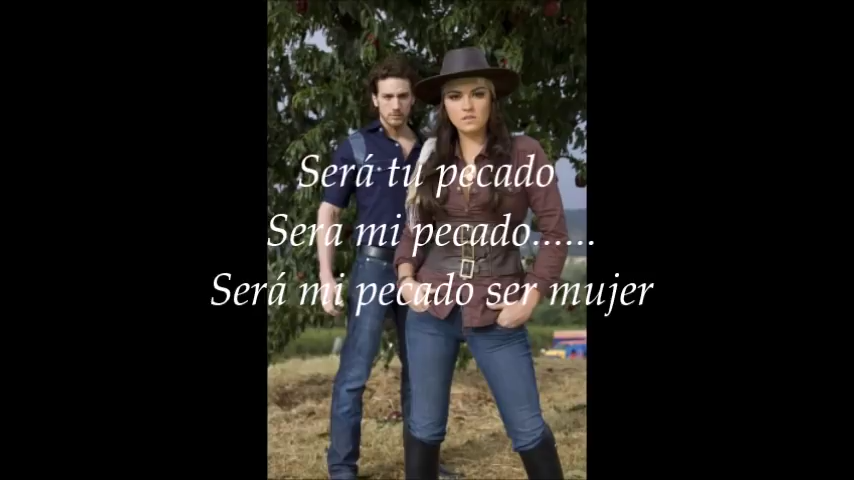 Será tu pecado
Sera mi pecado......
Será mi pecado ser mujer